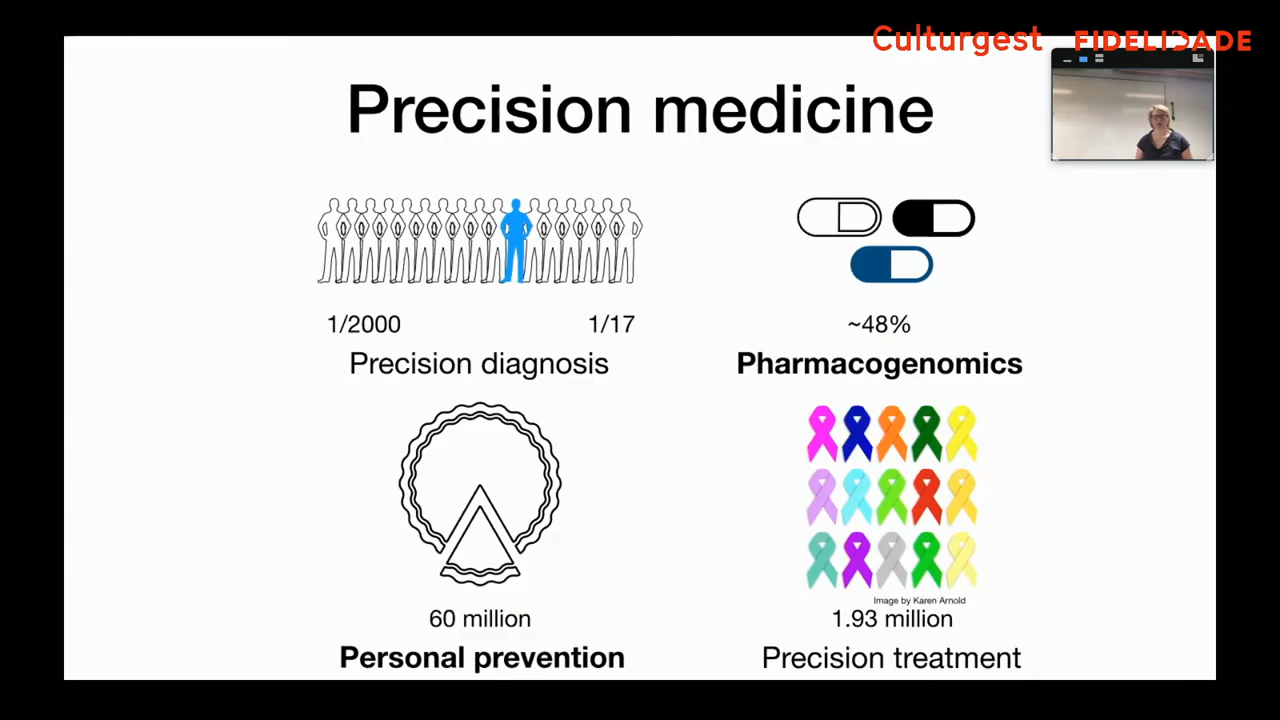 Culturgest FIDELIDADE
Precision medicine
1/2000 1/17
Precision diagnosis
~48%
Pharmacogenomics
60 million
Personal prevention
Image by Karen Arnold
1.93 million
Precision treatment